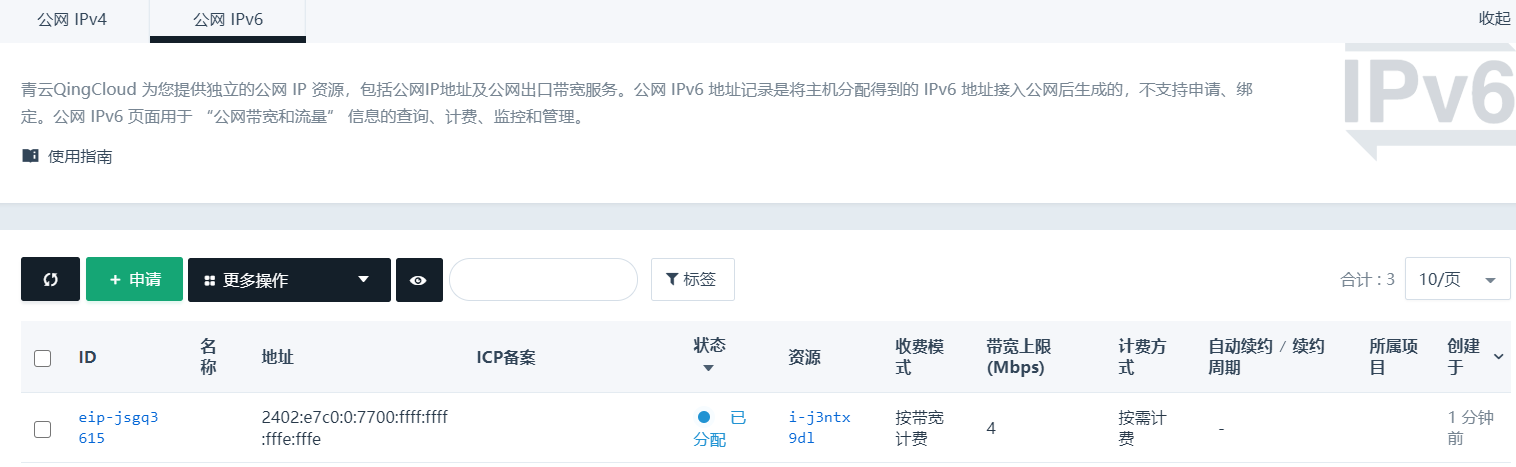 公网 IPv4
公网 IPv6
收起
青云QingCloud 为您提供独立的公网 IP 资源，包括公网IP地址及公网出口带宽服务。公网 IPv6 地址记录是将主机分配得到的 IPv6 地址接入公网后生成的，不支持申请、绑
定。公网 IPv6 页面用于 “公网带宽和流量” 信息的查询、计费、监控和管理。
IPv6
使用指南
+ 申请
更多操作
标签
合计 : 3
10/页
ID
名
称
地址
ICP备案
状态
资源
收费模
式
带宽上限
(Mbps)
计费方
式
自动续约 / 续约
周期
所属项
目
创建
于
eip-jsgq3
615
2402:e7c0:0:7700:ffff:ffff
:fffe:fffe
已
分配
i-j3ntx
9dl
按带宽
计费
4
按需计
费
-
1 分钟
前